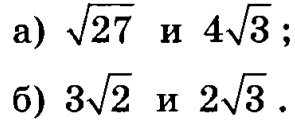 а) √27 и 4√3 ;
б) 3√2 и 2√3 .